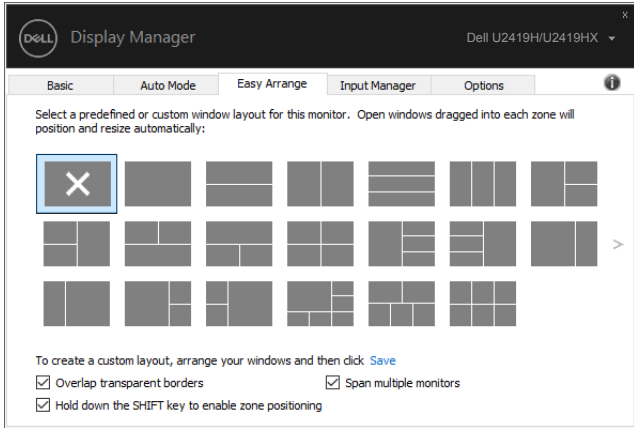 x
DELL Display Manager Dell U2419H/U2419HX
Basic Auto Mode Easy Arrange Input Manager Options
Select a predefined or custom window layout for this monitor. Open windows dragged into each zone will
position and resize automatically:
To create a custom layout, arrange your windows and then click Save
Overlap transparent borders Span multiple monitors
Hold down the SHIFT key to enable zone positioning